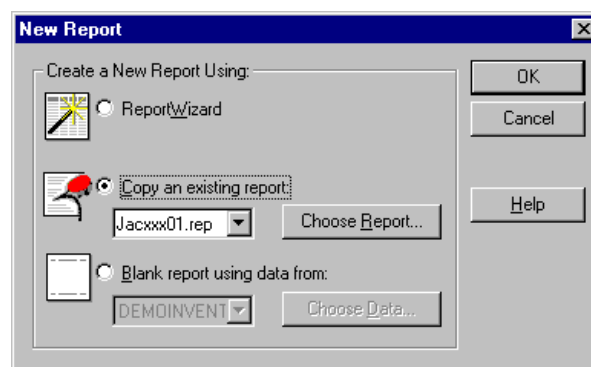 New Report
Create a New Report Using:
ReportWizard
Copy an existing report:
Jacxxx01.rep
Choose Report...
Blank report using data from:
DEMOINVENT
Choose Data...
OK
Cancel
Help